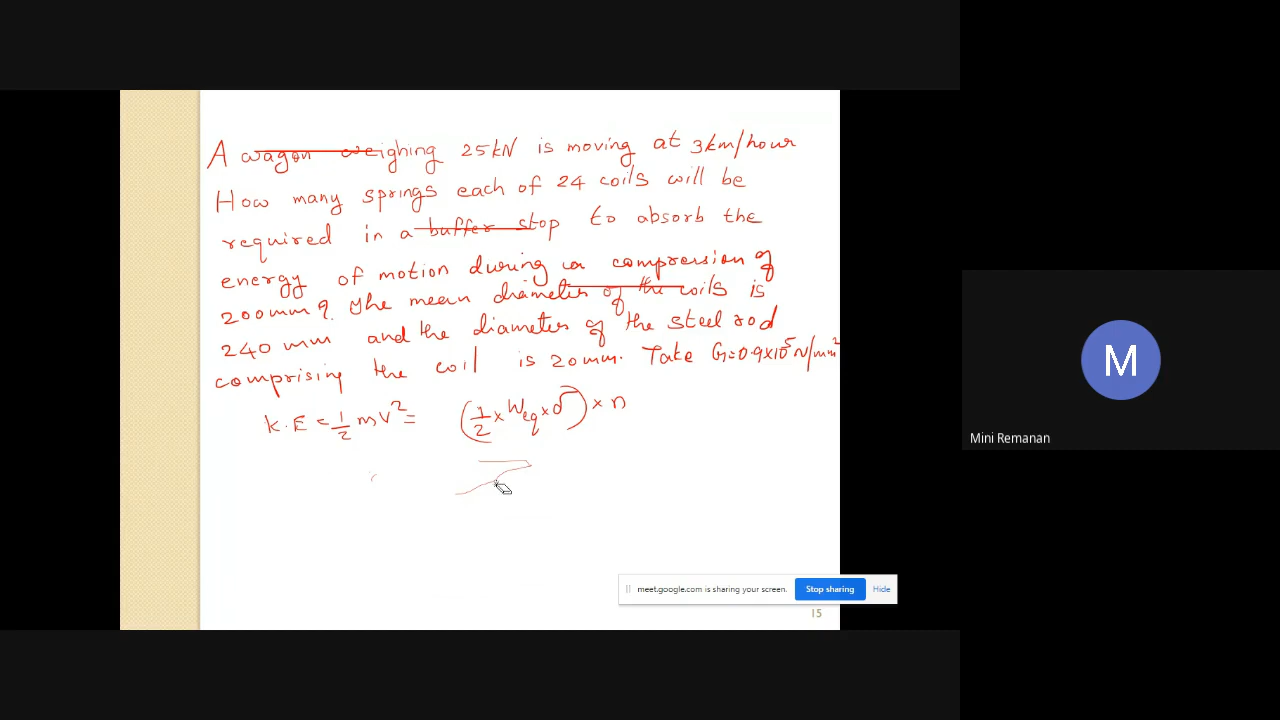 A wagon weighing 25kN is moving at 3km/hour
How many springs each of 24 coils will be
required in a buffer stop to absorb the
energy of motion during a compression of
200mm? The mean diameter of the coils is
240 mm and the diameter of the steel rod
comprising the coil is 20mm. Take G=0.9×10⁵ N/mm²
K.E = 1/2 mv² = (1/2 × Weq × δ) × n
M
Mini Remanan
meet.google.com is sharing your screen.
Stop sharing
Hide
15